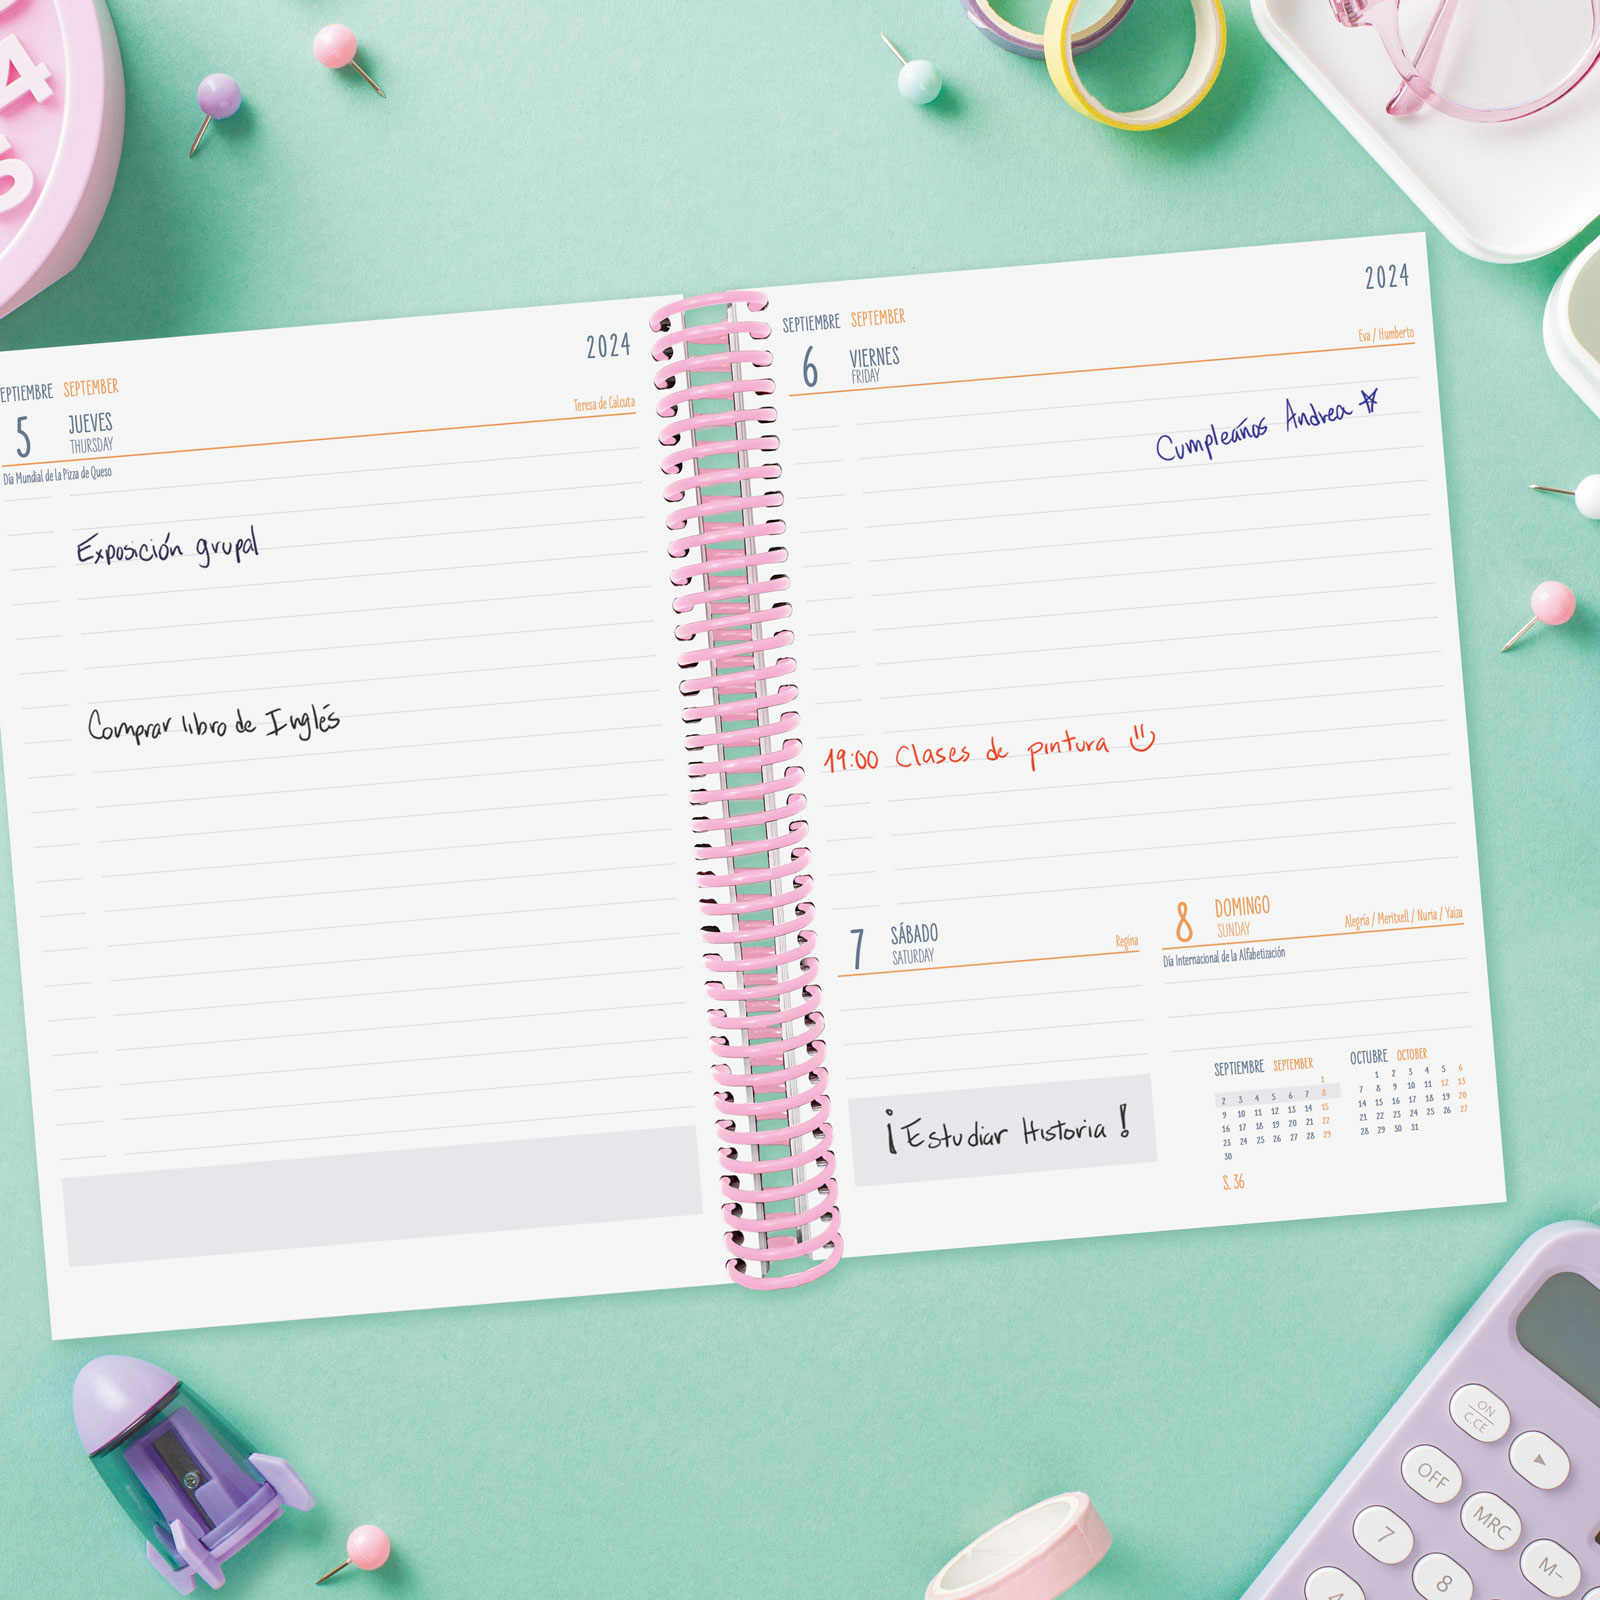 2024
SEPTIEMBRE SEPTEMBER
5 JUEVES
THURSDAY
Teresa de Calcuta
Día Mundial de la Pizza de Queso
Exposición grupal
Comprar libro de Inglés
2024
SEPTIEMBRE SEPTEMBER
6 VIERNES
FRIDAY
Eva / Humberto
Cumpleaños Andrea
19:00 Clases de pintura
7 SÁBADO
SATURDAY
Regina
8 DOMINGO
SUNDAY
Alegría / Meritxell / Nuria / Yaiza
Día Internacional de la Alfabetización
¡Estudiar Historia!
SEPTIEMBRE SEPTEMBER
1
2 3 4 5 6 7 8
9 10 11 12 13 14 15
16 17 18 19 20 21 22
23 24 25 26 27 28 29
30
S. 36
OCTUBRE OCTOBER
1 2 3 4 5 6
7 8 9 10 11 12 13
14 15 16 17 18 19 20
21 22 23 24 25 26 27
28 29 30 31
4
5
ON
C.CE
OFF
MRC
M-
7
8